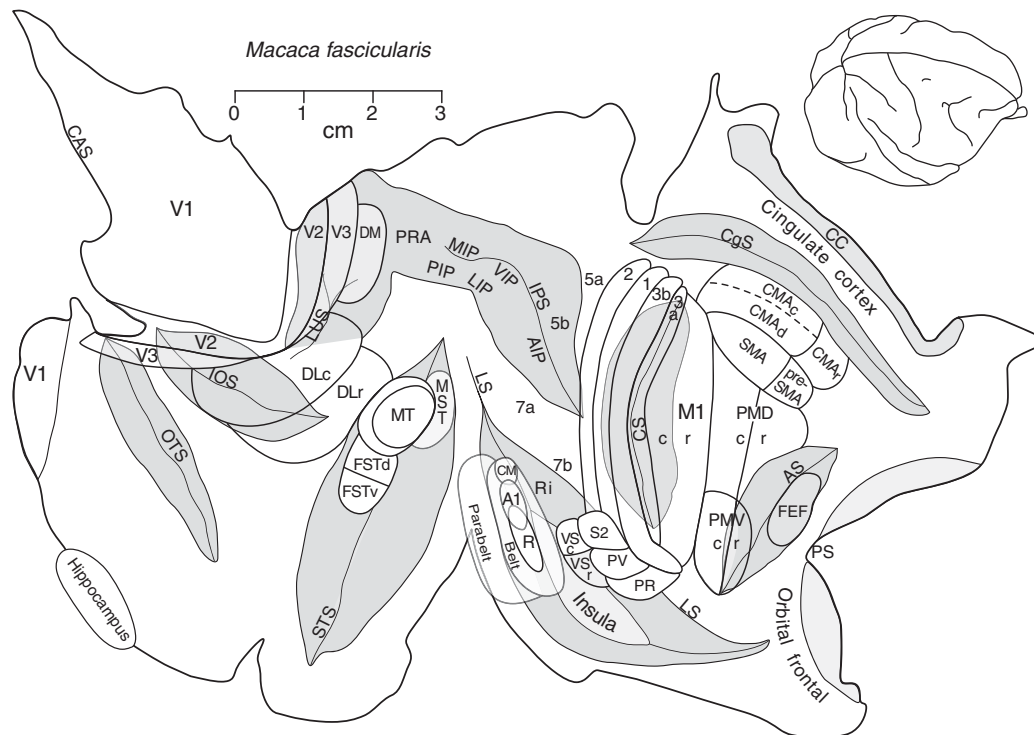 Macaca fascicularis
0 1 2 3
cm
CAS
V1
V2
V3
DM
PRA
MIP
VIP
PIP
LIP
IPS
5b
AIP
5a
2
1
3b
3a
CgS
Cingulate cortex
CC
CMAc
CMAd
CMAr
SMA
pre-SMA
LUS
V2
V3
V1
IOS
OTS
DLc
DLr
MT
MST
FSTd
FSTv
STS
LS
7a
7b
Ri
CM
A1
R
Belt
Parabelt
VS
c
VS
r
S2
PV
PR
Insula
LS
CS
M1
c r
PMD
c r
PMV
c r
AS
FEF
PS
Orbital frontal
Hippocampus